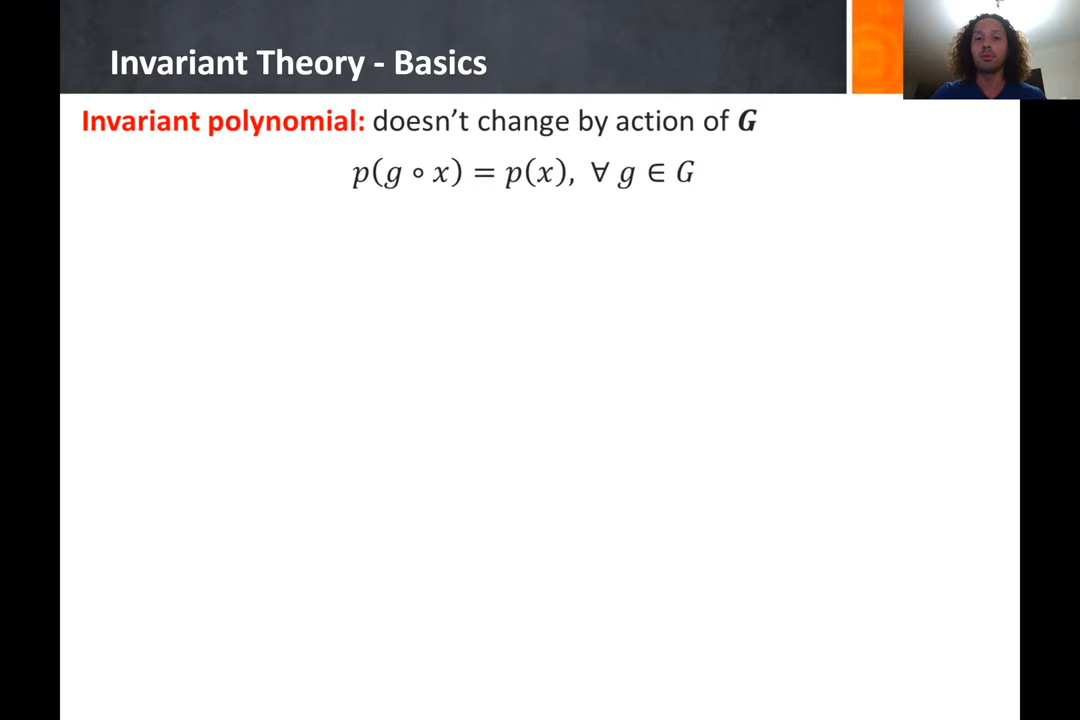 Invariant Theory - Basics
Invariant polynomial: doesn’t change by action of G
p(g ∘ x) = p(x), ∀ g ∈ G